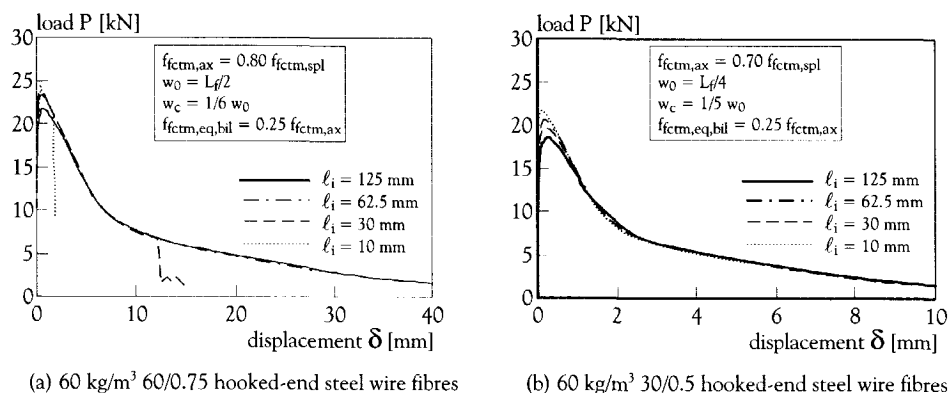 load P [kN]
30
25
20
15
10
5
0
f_fctm,ax = 0.80 f_fctm,spl
w₀ = L_f/2
w_c = 1/6 w₀
f_fctm,eq,bil = 0.25 f_fctm,ax
ℓ_i = 125 mm
ℓ_i = 62.5 mm
ℓ_i = 30 mm
ℓ_i = 10 mm
0 10 20 30 40
displacement δ [mm]
(a) 60 kg/m³ 60/0.75 hooked-end steel wire fibres
load P [kN]
30
25
20
15
10
5
0
f_fctm,ax = 0.70 f_fctm,spl
w₀ = L_f/4
w_c = 1/5 w₀
f_fctm,eq,bil = 0.25 f_fctm,ax
ℓ_i = 125 mm
ℓ_i = 62.5 mm
ℓ_i = 30 mm
ℓ_i = 10 mm
0 2 4 6 8 10
displacement δ [mm]
(b) 60 kg/m³ 30/0.5 hooked-end steel wire fibres